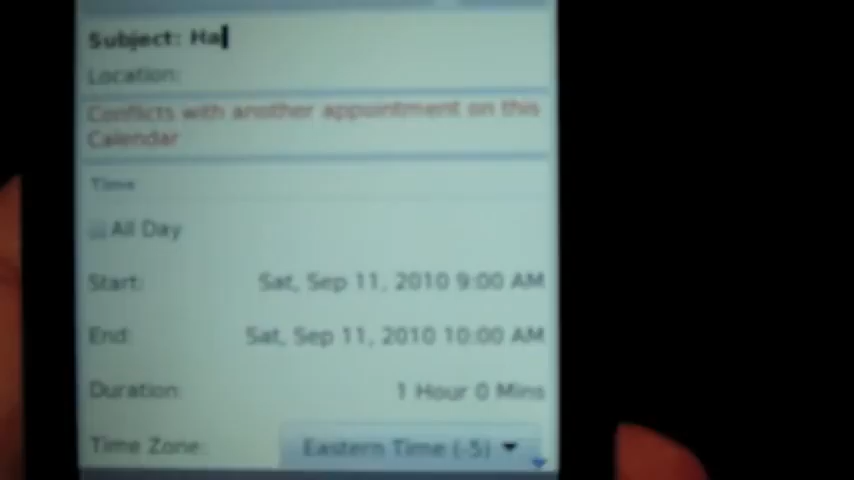 Subject: Ha
Location:
Conflicts with another appointment on this
Calendar
Time
All Day
Start: Sat, Sep 11, 2010 9:00 AM
End: Sat, Sep 11, 2010 10:00 AM
Duration: 1 Hour 0 Mins
Time Zone: Eastern Time (-5)